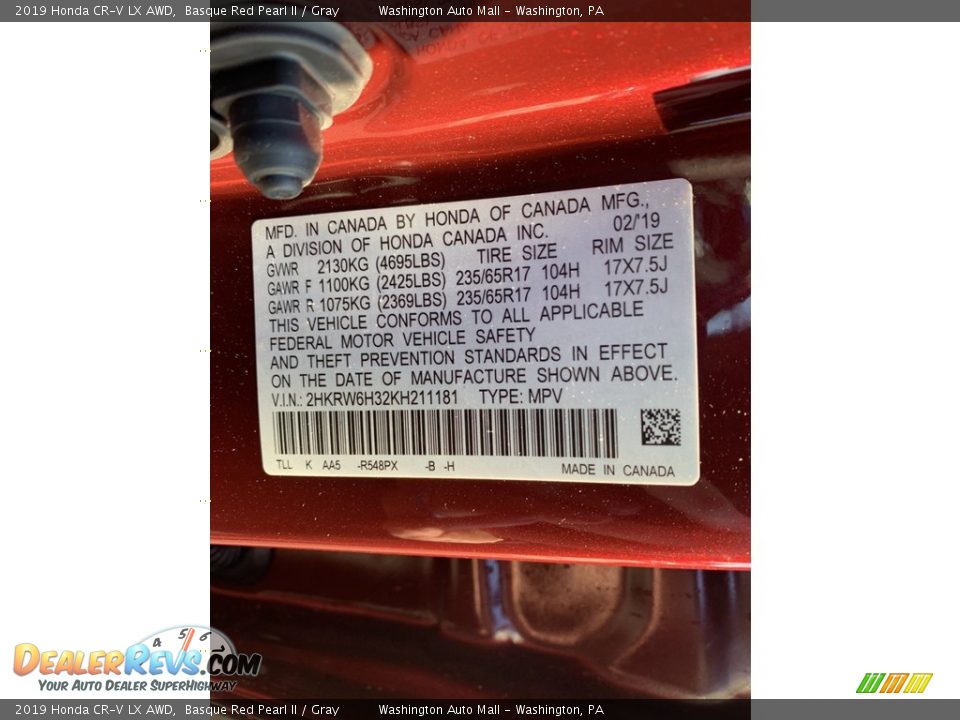 2019 Honda CR-V LX AWD, Basque Red Pearl II / Gray Washington Auto Mall - Washington, PA
MFD. IN CANADA BY HONDA OF CANADA MFG.,
A DIVISION OF HONDA CANADA INC. 02/'19
GVWR 2130KG (4695LBS) TIRE SIZE RIM SIZE
GAWR F 1100KG (2425LBS) 235/65R17 104H 17X7.5J
GAWR R 1075KG (2369LBS) 235/65R17 104H 17X7.5J
THIS VEHICLE CONFORMS TO ALL APPLICABLE
FEDERAL MOTOR VEHICLE SAFETY
AND THEFT PREVENTION STANDARDS IN EFFECT
ON THE DATE OF MANUFACTURE SHOWN ABOVE.
V.I.N.: 2HKRW6H32KH211181 TYPE: MPV
TLL K AA5 -R548PX -B -H MADE IN CANADA
4 5 6
DEALERREVS.COM
YOUR AUTO DEALER SUPERHIGHWAY
2019 Honda CR-V LX AWD, Basque Red Pearl II / Gray Washington Auto Mall - Washington, PA